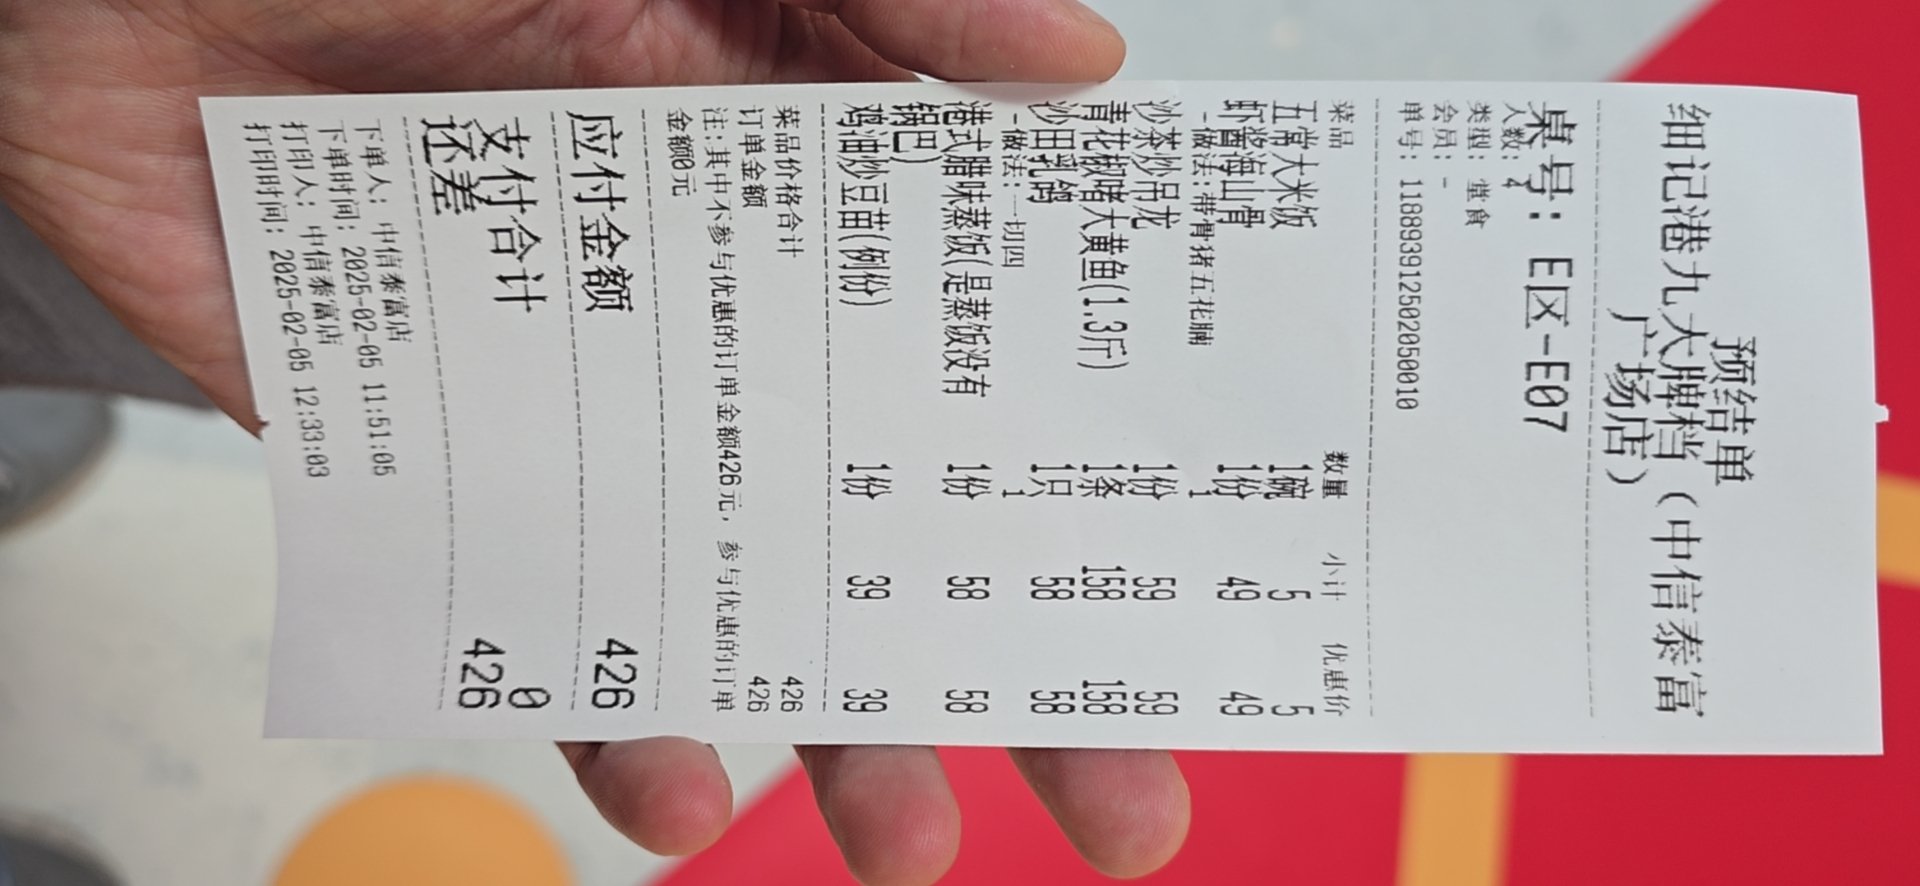 预结单
细记港九大牌档（中信泰富
广场店）
桌号：E区-E07
人数：4
类型：堂食
会员：-
单号：1188939125020500​10
菜品 数量 小计 优惠价
五常大米饭 1碗 5 5
虾酱海山骨 1份 49 49
-做法：带骨猪五花腩 1
沙茶炒吊龙 1份 59 59
青花椒啫大黄鱼(1.3斤) 1条 158 158
沙田乳鸽 1只 58 58
-做法：一切四 1
港式腊味蒸饭(是蒸饭没有 1份 58 58
锅巴)
鸡油炒豆苗(例份) 1份 39 39
菜品价格合计 426
订单金额 426
注：其中不参与优惠的订单金额426元，参与优惠的订单
金额0元
应付金额 426
支付合计 0
还差 426
下单人：中信泰富店
下单时间：2025-02-05 11:51:05
打印人：中信泰富店
打印时间：2025-02-05 12:33:03